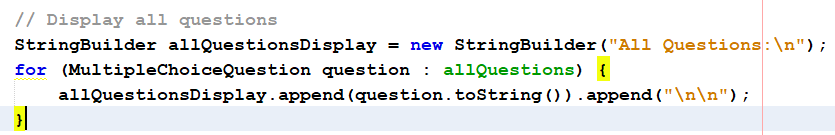 // Display all questions
StringBuilder allQuestionsDisplay = new StringBuilder("All Questions:\n");
for (MultipleChoiceQuestion question : allQuestions) {
    allQuestionsDisplay.append(question.toString()).append("\n\n");
}